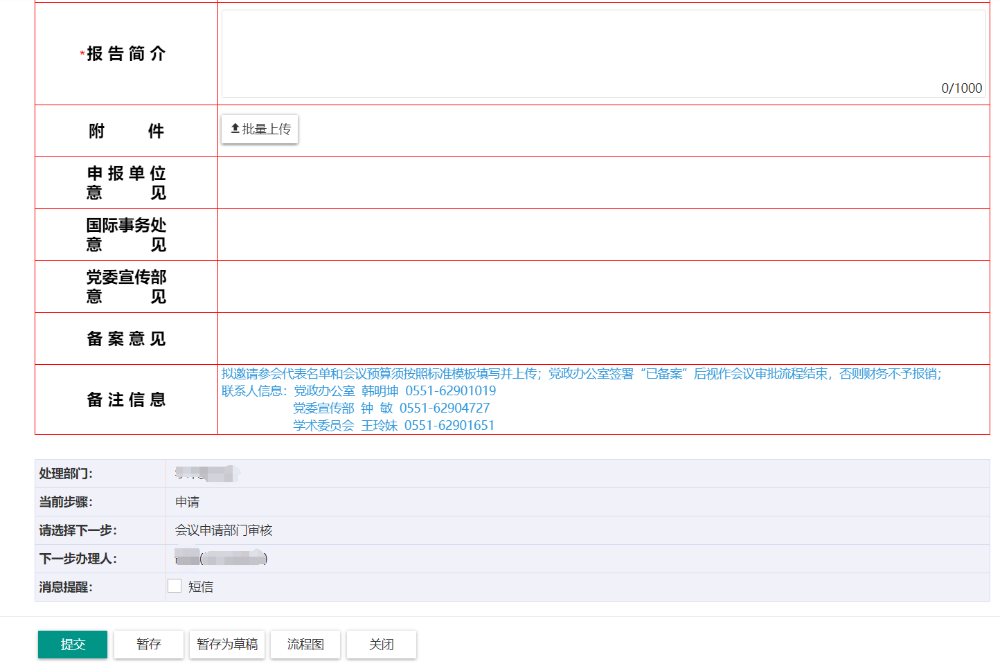 *报告简介
0/1000
附 件
批量上传
申报单位
意 见
国际事务处
意 见
党委宣传部
意 见
备案意见
备注信息
拟邀请参会代表名单和会议预算须按照标准模板填写并上传；党政办公室签署“已备案”后视作会议审批流程结束，否则财务不予报销；
联系人信息：党政办公室 韩明坤 0551-62901019
党委宣传部 钟 敏 0551-62904727
学术委员会 王玲妹 0551-62901651
处理部门：
当前步骤： 申请
请选择下一步： 会议申请部门审核
下一步办理人： ( )
消息提醒： 短信
提交 暂存 暂存为草稿 流程图 关闭